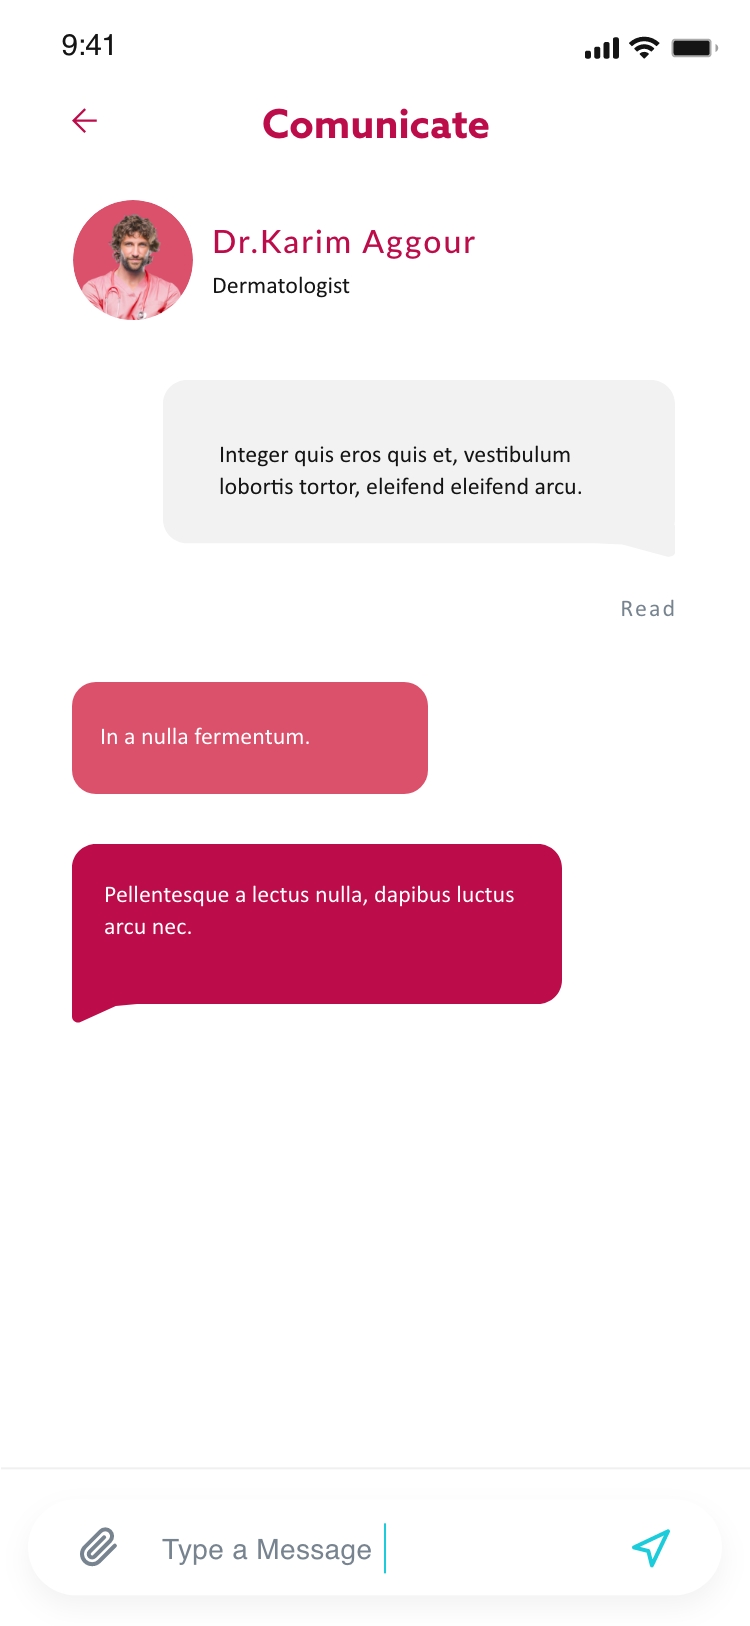 9:41
Comunicate
Dr.Karim Aggour
Dermatologist
Integer quis eros quis et, vestibulum
lobortis tortor, eleifend eleifend arcu.
Read
In a nulla fermentum.
Pellentesque a lectus nulla, dapibus luctus
arcu nec.
Type a Message